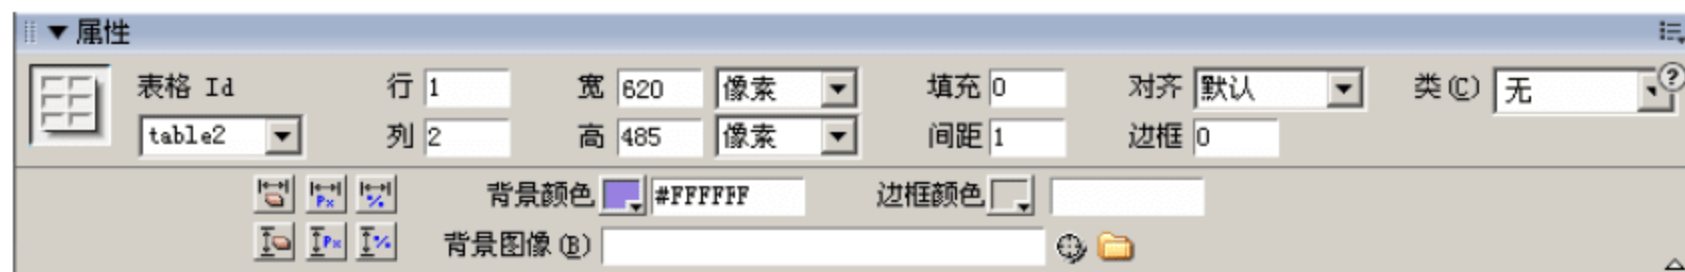 属性
表格 Id 行 1 宽 620 像素 填充 0 对齐 默认 类(C) 无
table2 列 2 高 485 像素 间距 1 边框 0
Px % 背景颜色 #FFFFFF 边框颜色
Px % 背景图像(B)